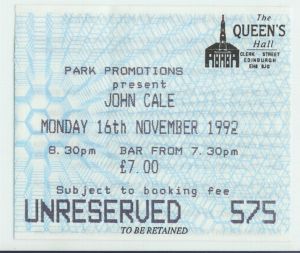 The
QUEEN'S
Hall
CLERK STREET
EDINBURGH
EH8 9JG
PARK PROMOTIONS
present
JOHN CALE
MONDAY 16th NOVEMBER 1992
8.30pm BAR FROM 7.30pm
£7.00
Subject to booking fee
UNRESERVED 575
TO BE RETAINED